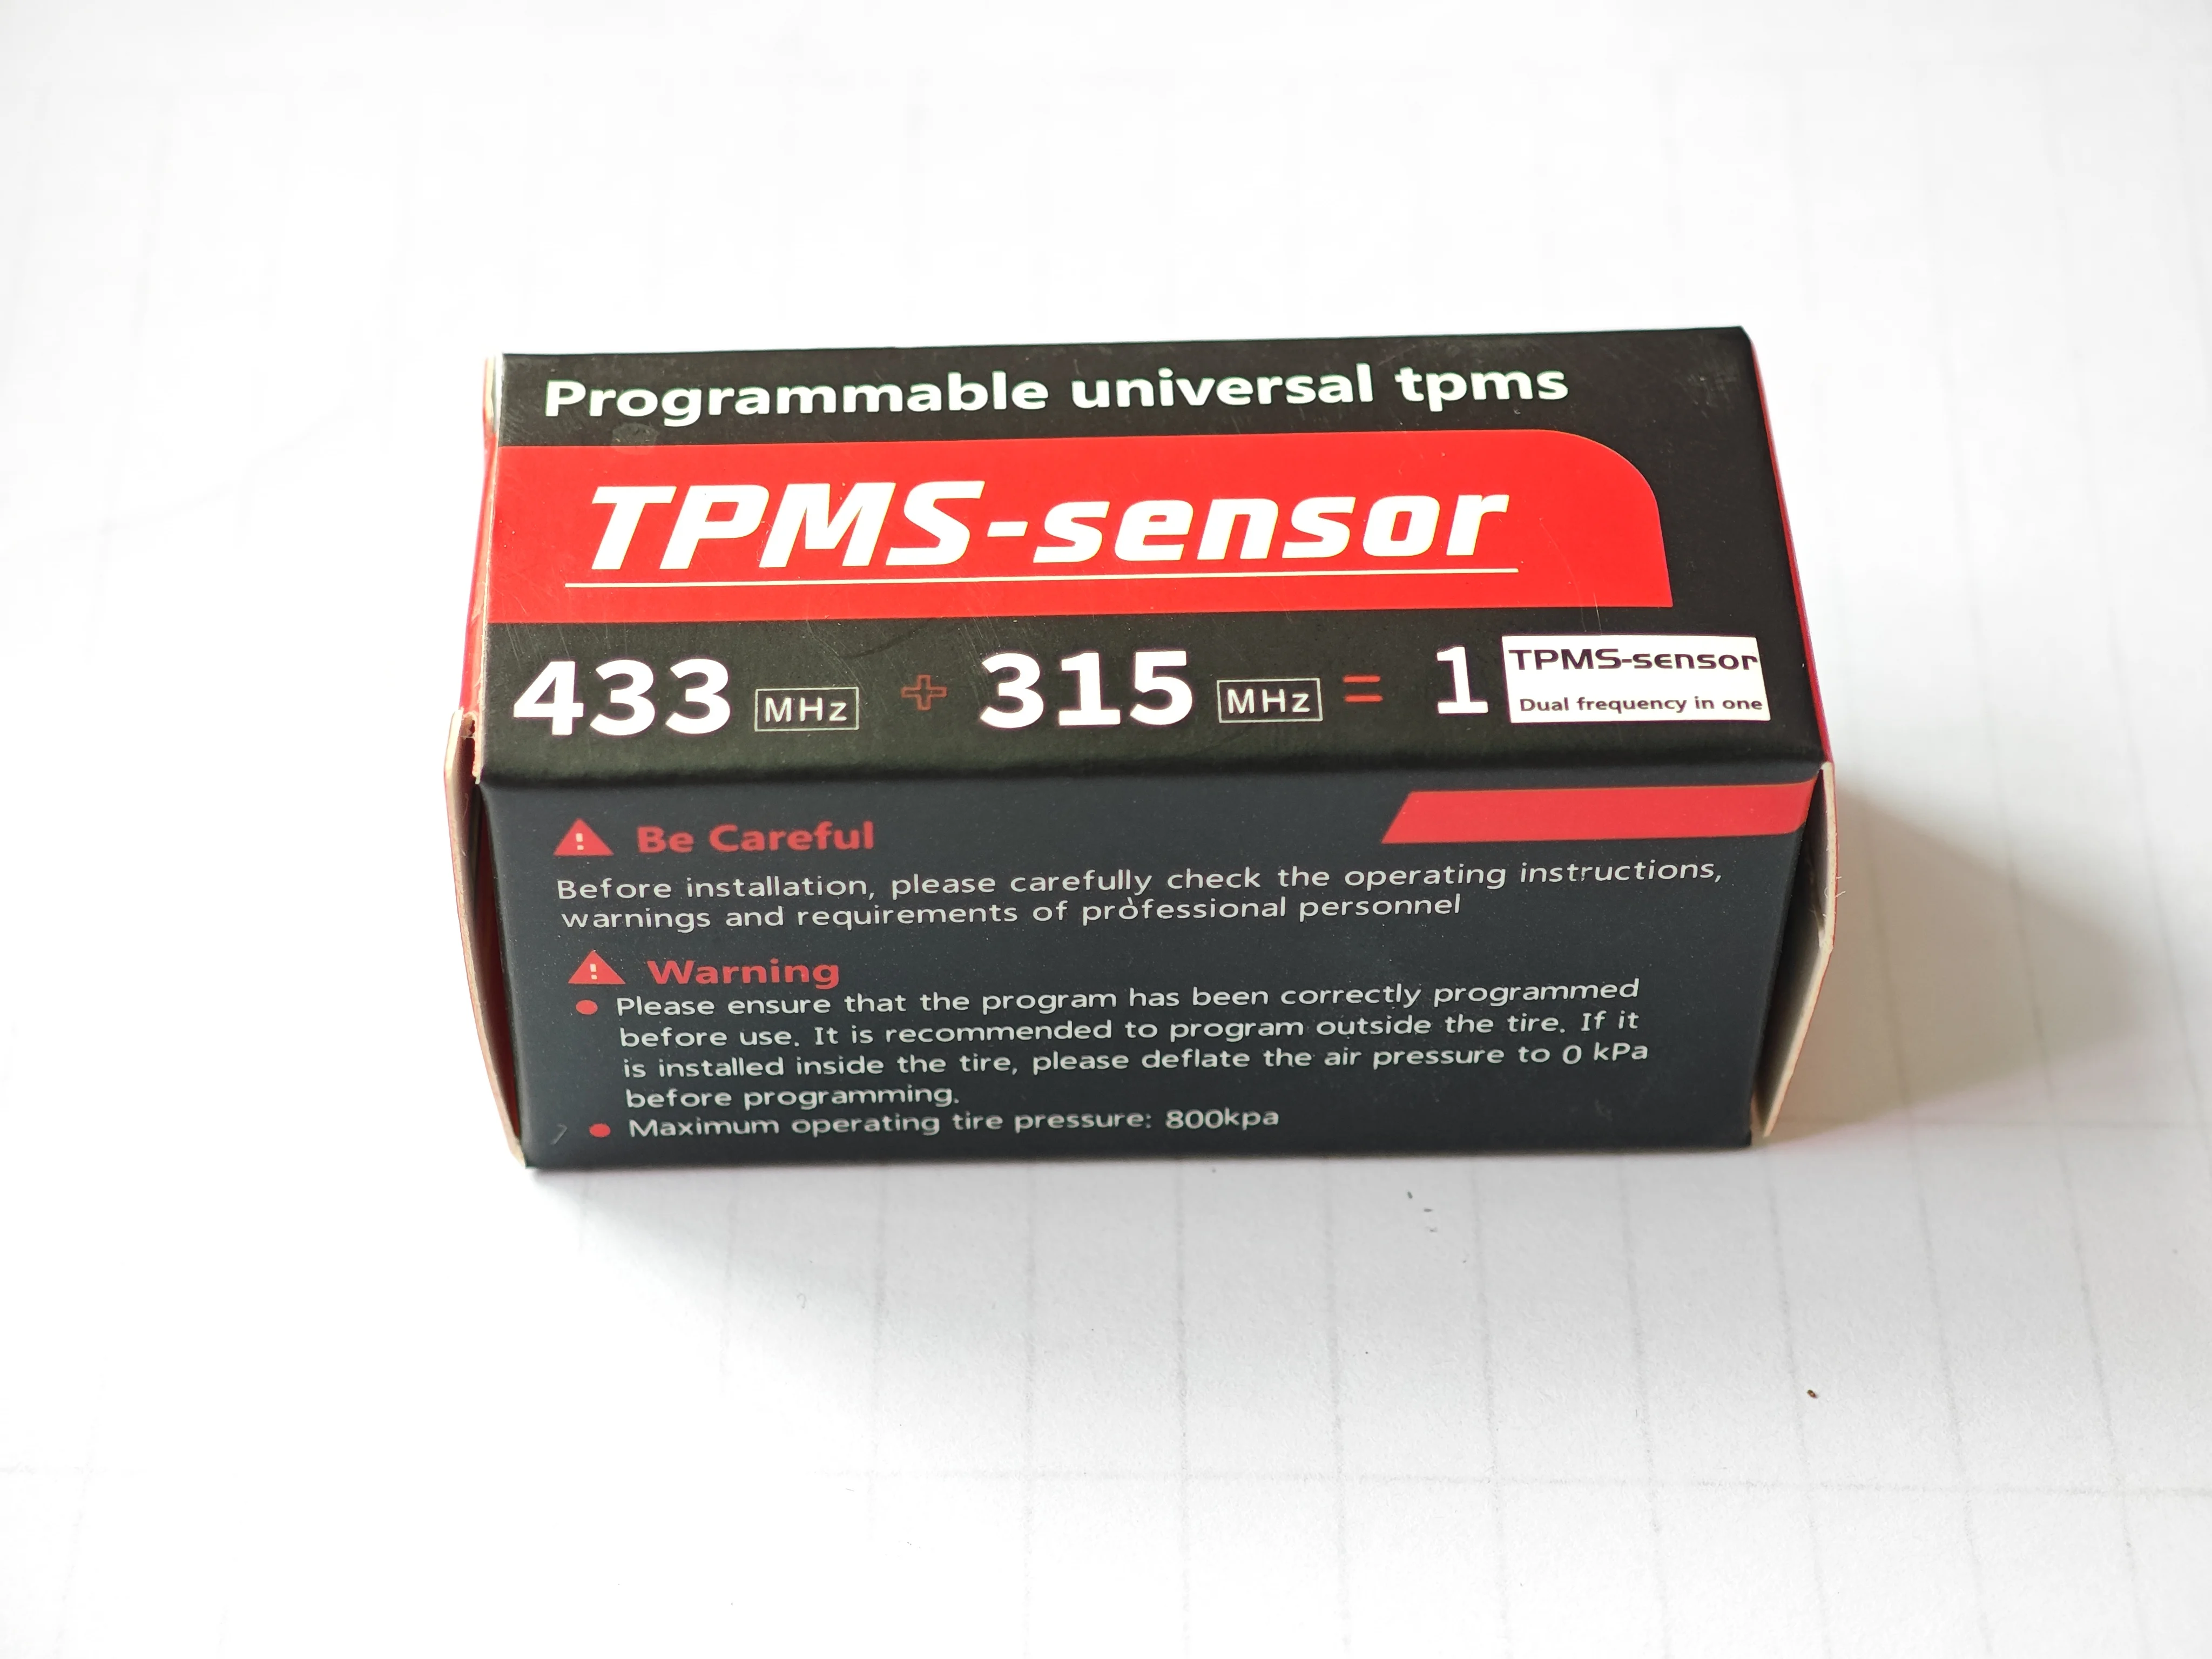 Programmable universal tpms
TPMS-sensor
433 MHz + 315 MHz = 1 TPMS-sensor
Dual frequency in one
Be Careful
Before installation, please carefully check the operating instructions,
warnings and requirements of professional personnel
Warning
Please ensure that the program has been correctly programmed
before use. It is recommended to program outside the tire. If it
is installed inside the tire, please deflate the air pressure to 0 kPa
before programming.
Maximum operating tire pressure: 800kpa